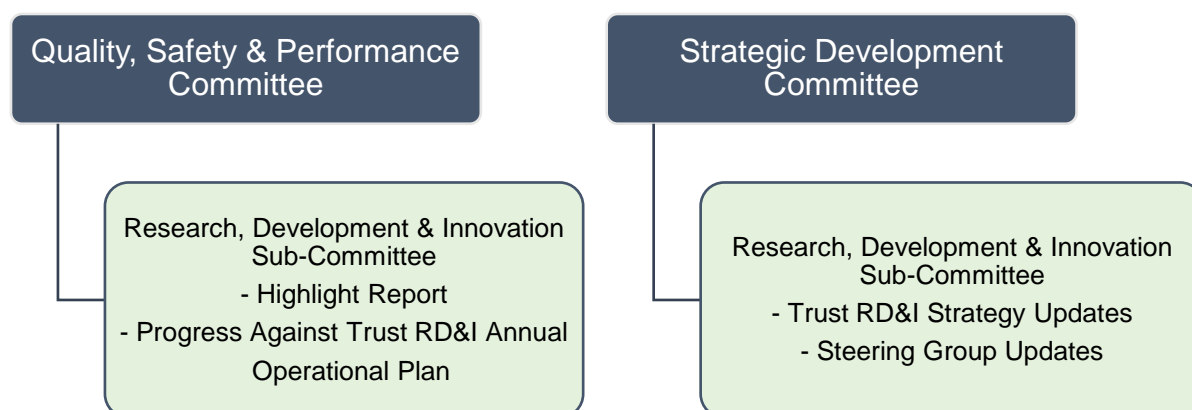 Quality, Safety & Performance
Committee
Research, Development & Innovation
Sub-Committee
- Highlight Report
- Progress Against Trust RD&I Annual
Operational Plan
Strategic Development
Committee
Research, Development & Innovation
Sub-Committee
- Trust RD&I Strategy Updates
- Steering Group Updates